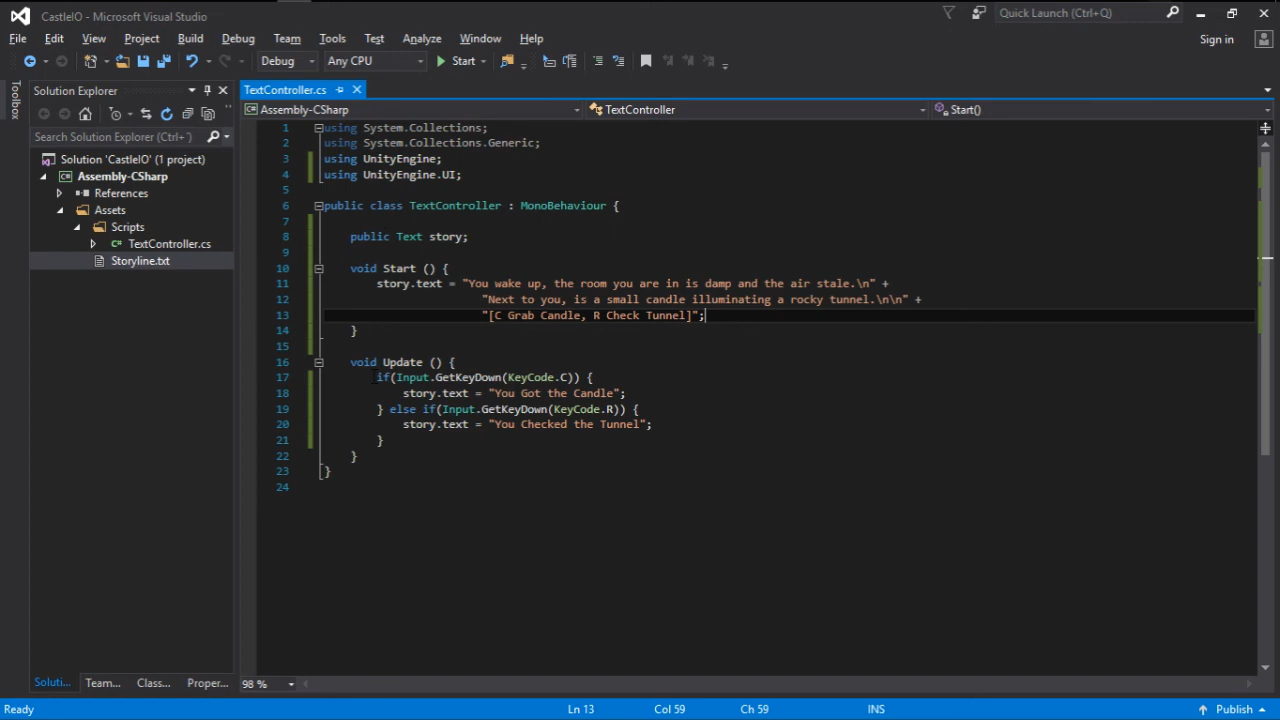 CastleIO - Microsoft Visual Studio
Quick Launch (Ctrl+Q)
File Edit View Project Build Debug Team Tools Test Analyze Window Help
Sign in
Debug Any CPU Start
Toolbox
Solution Explorer
Search Solution Explorer (Ctrl+')
Solution 'CastleIO' (1 project)
Assembly-CSharp
References
Assets
Scripts
TextController.cs
Storyline.txt
Soluti... Team... Class... Proper...
TextController.cs
Assembly-CSharp TextController Start()
1 using System.Collections;
2 using System.Collections.Generic;
3 using UnityEngine;
4 using UnityEngine.UI;
5
6 public class TextController : MonoBehaviour {
7
8 public Text story;
9
10 void Start () {
11 story.text = "You wake up, the room you are in is damp and the air stale.\n" +
12 "Next to you, is a small candle illuminating a rocky tunnel.\n\n" +
13 "[C Grab Candle, R Check Tunnel]";
14 }
15
16 void Update () {
17 if(Input.GetKeyDown(KeyCode.C)) {
18 story.text = "You Got the Candle";
19 } else if(Input.GetKeyDown(KeyCode.R)) {
20 story.text = "You Checked the Tunnel";
21 }
22 }
23 }
24
98 %
Ready Ln 13 Col 59 Ch 59 INS Publish